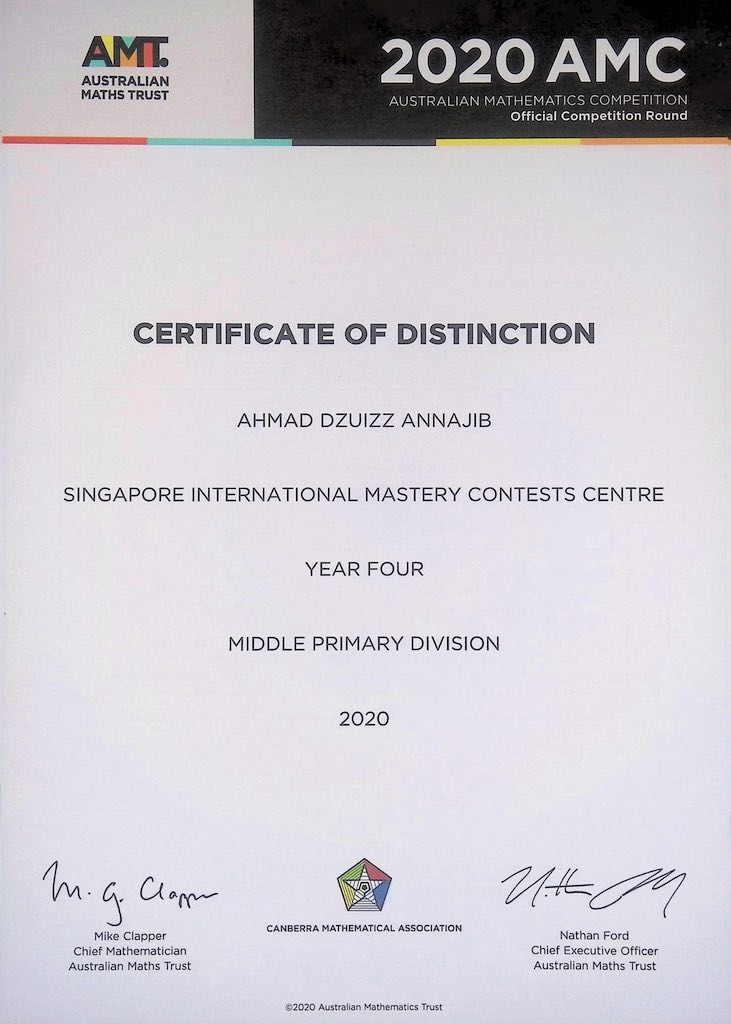 AMT.
AUSTRALIAN
MATHS TRUST
2020 AMC
AUSTRALIAN MATHEMATICS COMPETITION
Official Competition Round
CERTIFICATE OF DISTINCTION
AHMAD DZUIZZ ANNAJIB
SINGAPORE INTERNATIONAL MASTERY CONTESTS CENTRE
YEAR FOUR
MIDDLE PRIMARY DIVISION
2020
M. G. Clapper
Mike Clapper
Chief Mathematician
Australian Maths Trust
CANBERRA MATHEMATICAL ASSOCIATION
Nathan Ford
Chief Executive Officer
Australian Maths Trust
©2020 Australian Mathematics Trust